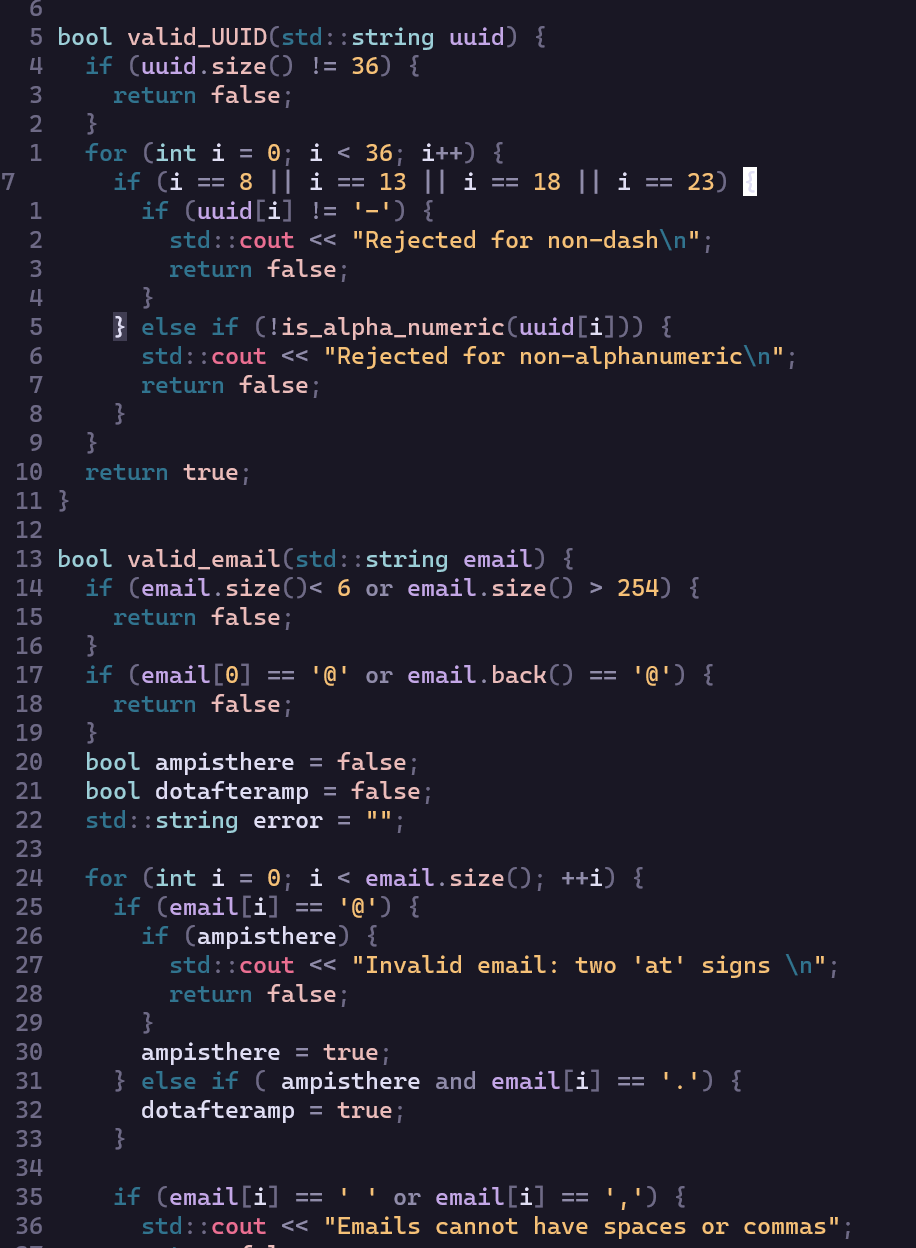 6
5 bool valid_UUID(std::string uuid) {
4   if (uuid.size() != 36) {
3     return false;
2   }
1   for (int i = 0; i < 36; i++) {
7     if (i == 8 || i == 13 || i == 18 || i == 23) {
1       if (uuid[i] != '-') {
2         std::cout << "Rejected for non-dash\n";
3         return false;
4       }
5     } else if (!is_alpha_numeric(uuid[i])) {
6       std::cout << "Rejected for non-alphanumeric\n";
7       return false;
8     }
9   }
10   return true;
11 }
12
13 bool valid_email(std::string email) {
14   if (email.size()< 6 or email.size() > 254) {
15     return false;
16   }
17   if (email[0] == '@' or email.back() == '@') {
18     return false;
19   }
20   bool ampisthere = false;
21   bool dotafteramp = false;
22   std::string error = "";
23
24   for (int i = 0; i < email.size(); ++i) {
25     if (email[i] == '@') {
26       if (ampisthere) {
27         std::cout << "Invalid email: two 'at' signs \n";
28         return false;
29       }
30       ampisthere = true;
31     } else if ( ampisthere and email[i] == '.') {
32       dotafteramp = true;
33     }
34
35     if (email[i] == ' ' or email[i] == ',') {
36       std::cout << "Emails cannot have spaces or commas";